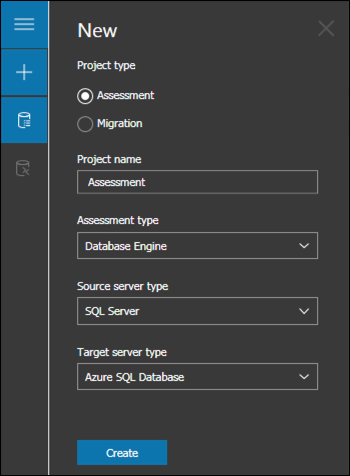 New
Project type
Assessment
Migration
Project name
Assessment
Assessment type
Database Engine
Source server type
SQL Server
Target server type
Azure SQL Database
Create